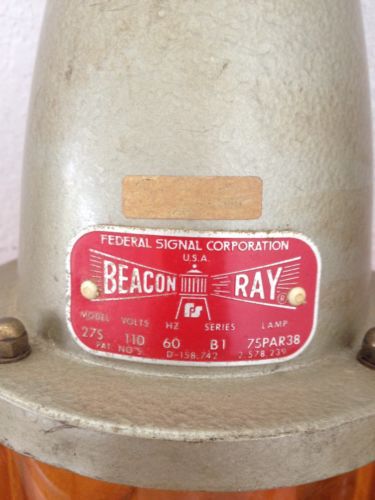 FEDERAL SIGNAL CORPORATION
U.S.A.
BEACON RAY ®
FS
MODEL VOLTS HZ SERIES LAMP
27S 110 60 B1 75PAR38
PAT. NO'S. D-158,742 2,578,239